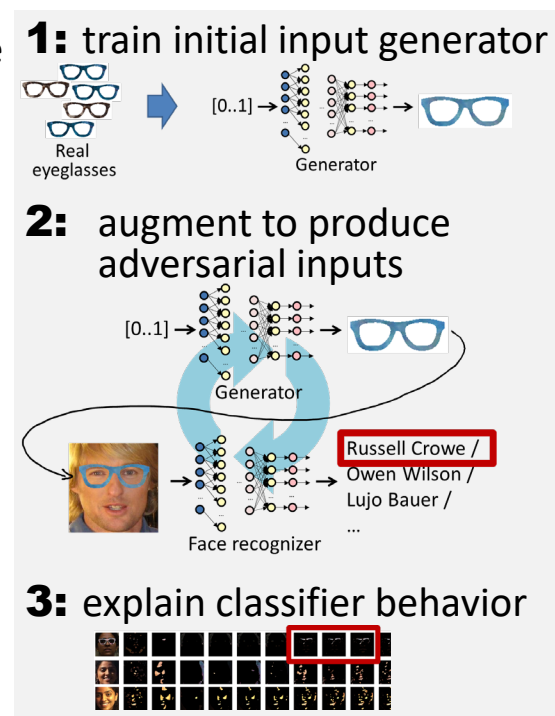 e
1: train initial input generator
[0..1]
Real
eyeglasses
Generator
2: augment to produce
adversarial inputs
[0..1]
Generator
Russell Crowe /
Owen Wilson /
Lujo Bauer /
...
Face recognizer
3: explain classifier behavior